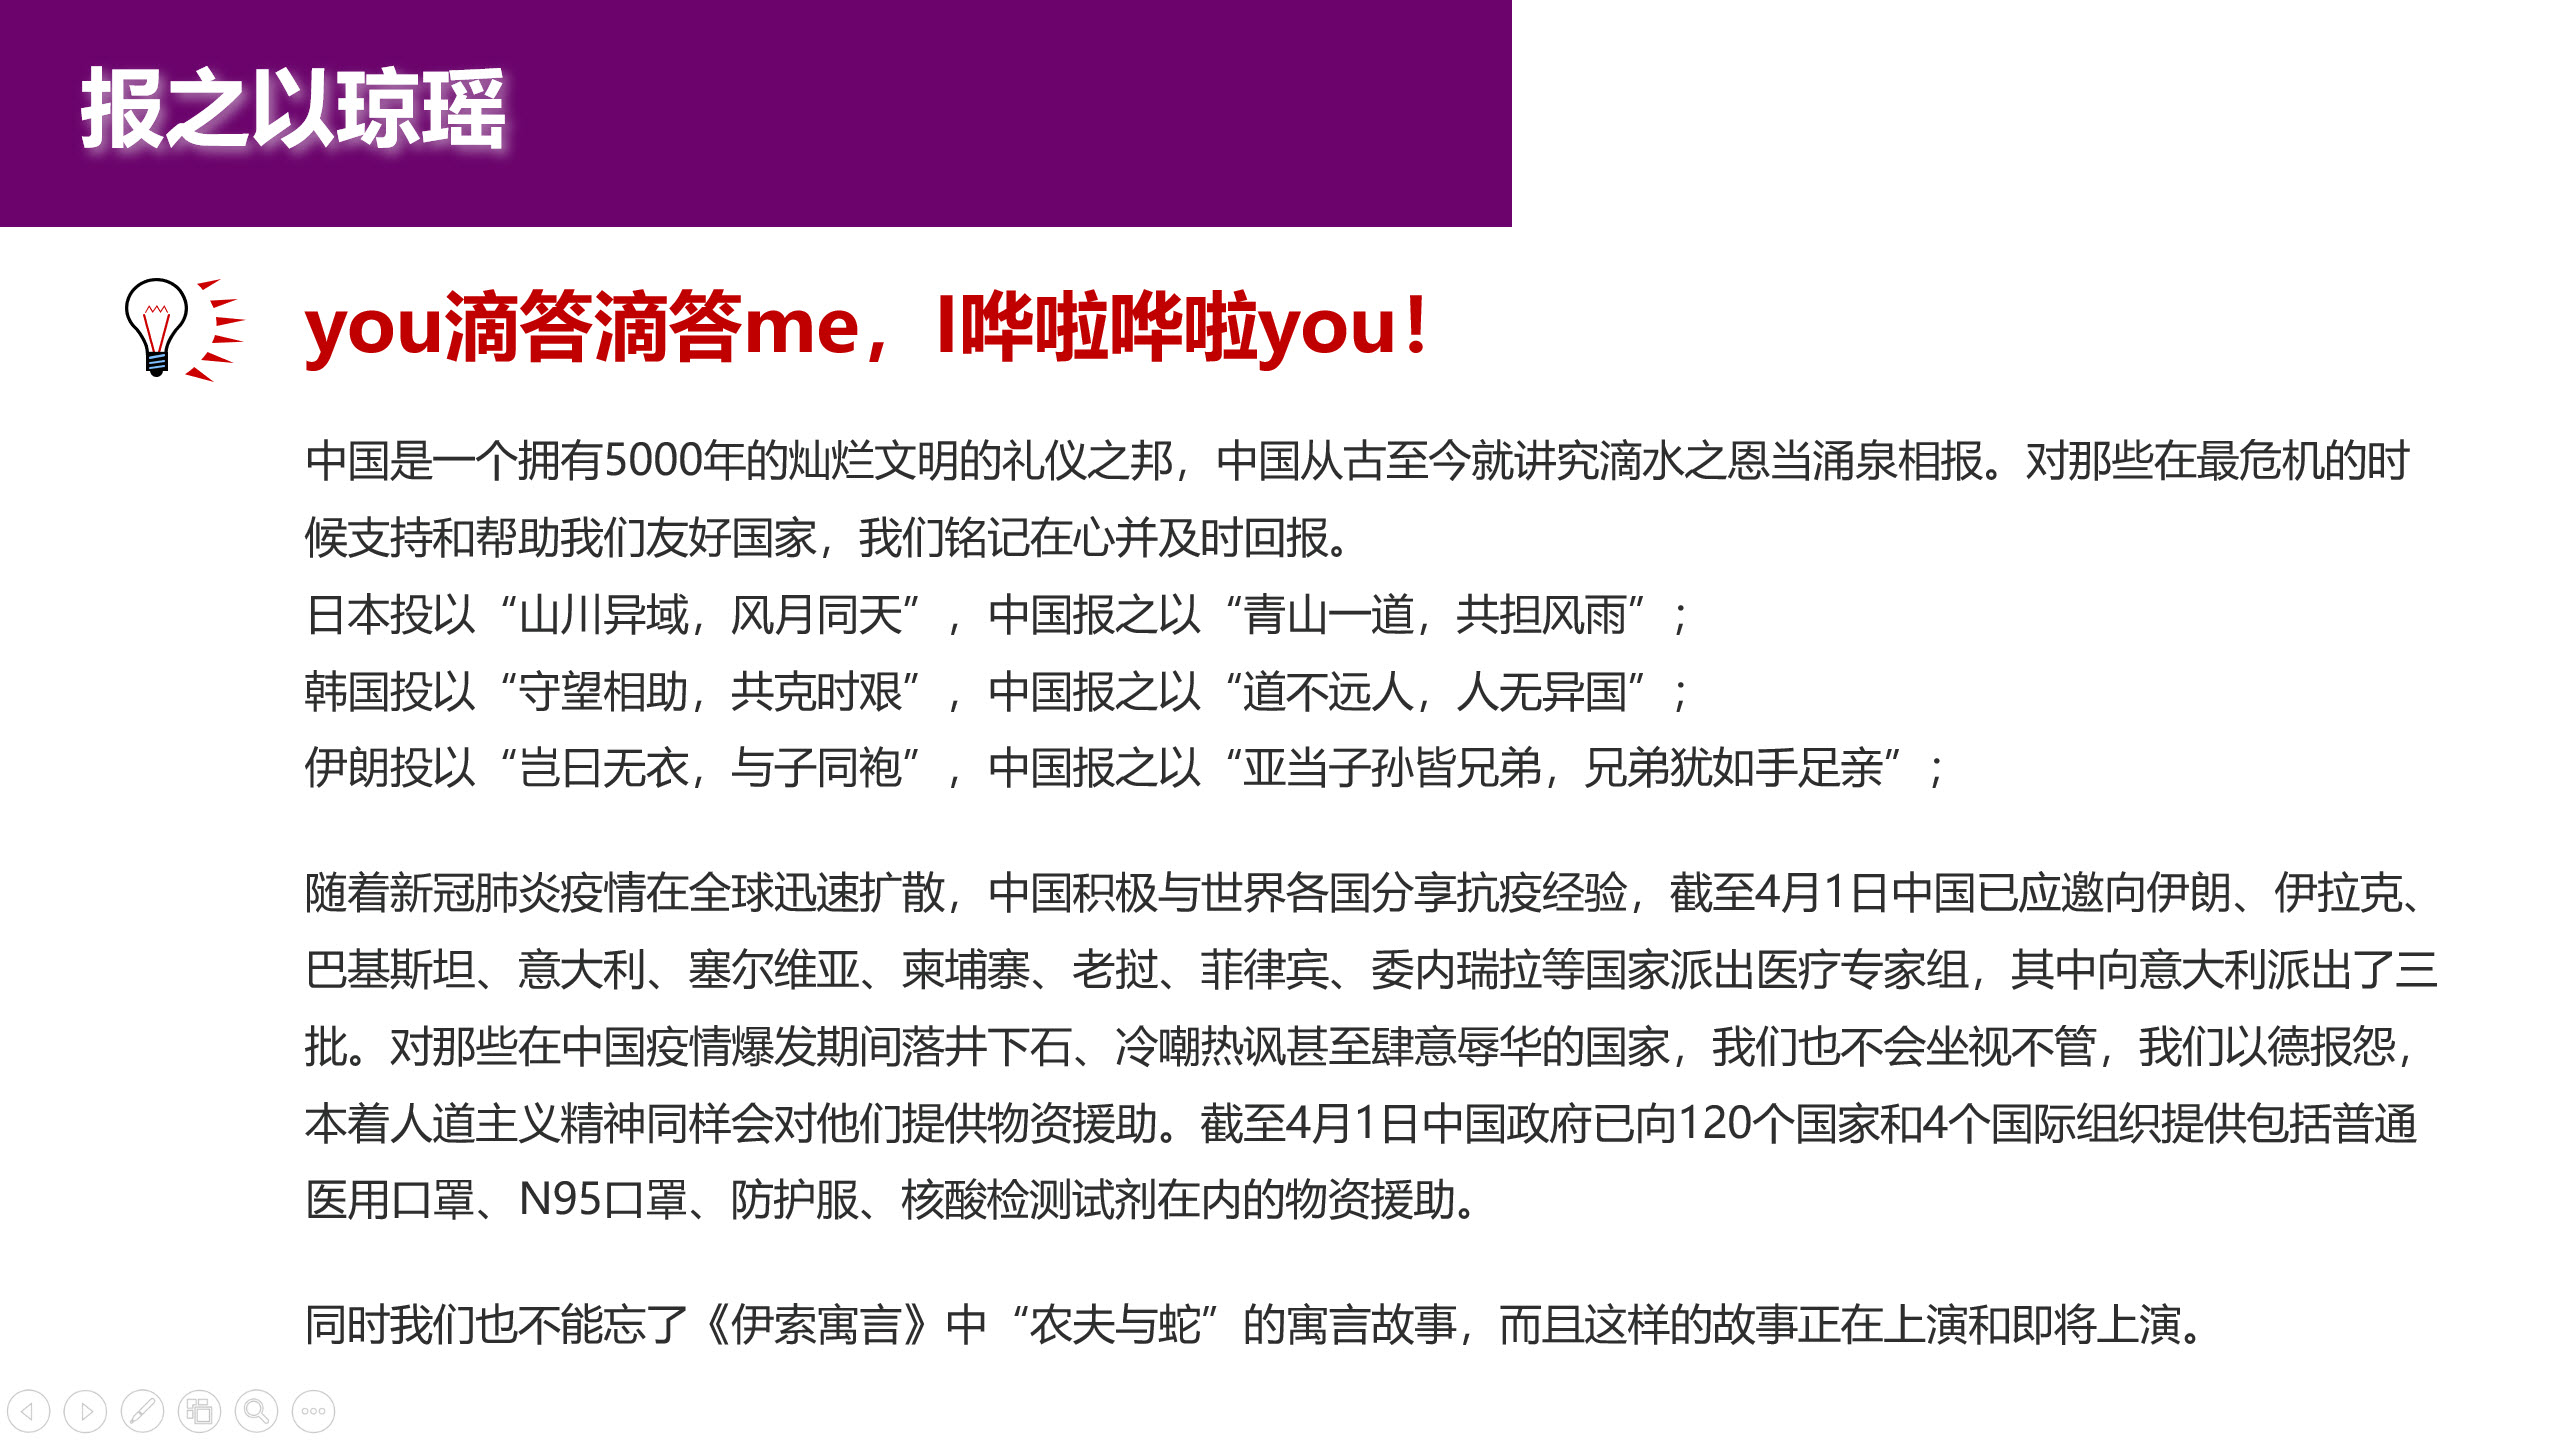 报之以琼瑶
you滴答滴答me，I哗啦哗啦you！
中国是一个拥有5000年的灿烂文明的礼仪之邦，中国从古至今就讲究滴水之恩当涌泉相报。对那些在最危机的时
候支持和帮助我们友好国家，我们铭记在心并及时回报。
日本投以“山川异域，风月同天”，中国报之以“青山一道，共担风雨”；
韩国投以“守望相助，共克时艰”，中国报之以“道不远人，人无异国”；
伊朗投以“岂曰无衣，与子同袍”，中国报之以“亚当子孙皆兄弟，兄弟犹如手足亲”；
随着新冠肺炎疫情在全球迅速扩散，中国积极与世界各国分享抗疫经验，截至4月1日中国已应邀向伊朗、伊拉克、
巴基斯坦、意大利、塞尔维亚、柬埔寨、老挝、菲律宾、委内瑞拉等国家派出医疗专家组，其中向意大利派出了三
批。对那些在中国疫情爆发期间落井下石、冷嘲热讽甚至肆意辱华的国家，我们也不会坐视不管，我们以德报怨，
本着人道主义精神同样会对他们提供物资援助。截至4月1日中国政府已向120个国家和4个国际组织提供包括普通
医用口罩、N95口罩、防护服、核酸检测试剂在内的物资援助。
同时我们也不能忘了《伊索寓言》中“农夫与蛇”的寓言故事，而且这样的故事正在上演和即将上演。